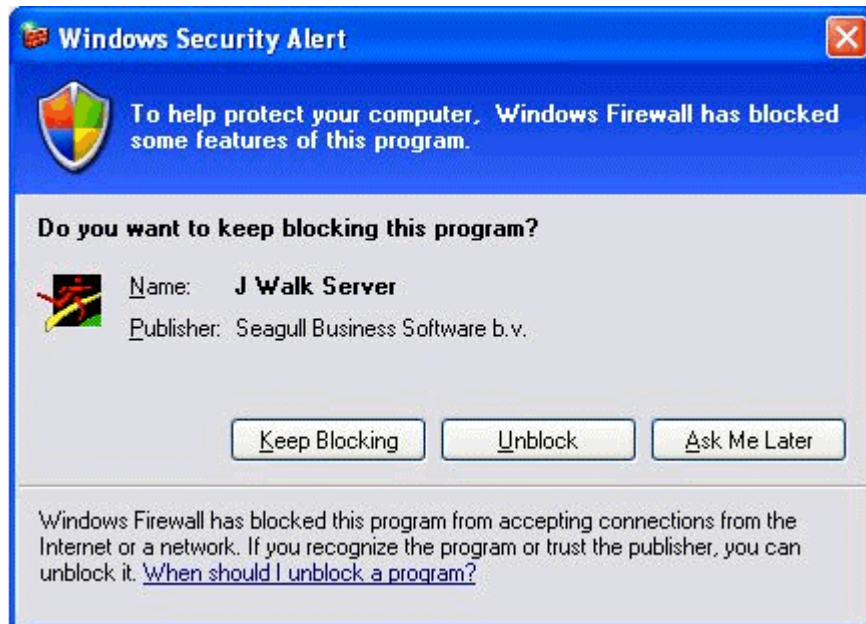 Windows Security Alert
To help protect your computer, Windows Firewall has blocked
some features of this program.
Do you want to keep blocking this program?
Name: J Walk Server
Publisher: Seagull Business Software b.v.
Keep Blocking Unblock Ask Me Later
Windows Firewall has blocked this program from accepting connections from the
Internet or a network. If you recognize the program or trust the publisher, you can
unblock it. When should I unblock a program?